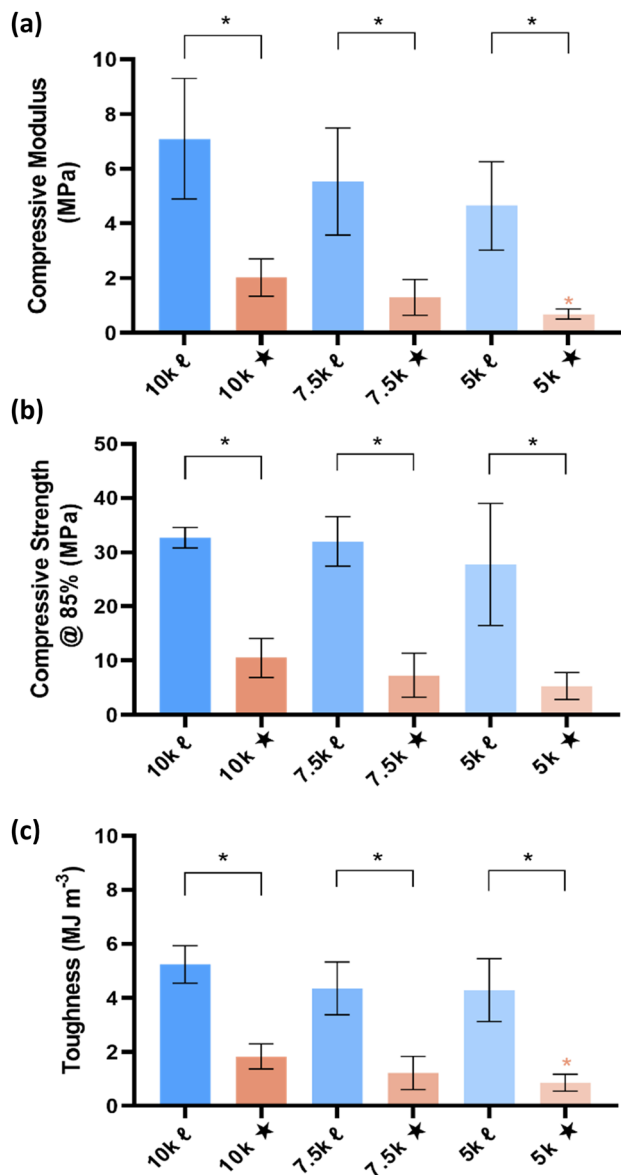 (a)
Compressive Modulus
(MPa)
* * *
10
8
6
4
2
0
*
10k ℓ 10k ★ 7.5k ℓ 7.5k ★ 5k ℓ 5k ★
(b)
Compressive Strength
@ 85% (MPa)
* * *
50
40
30
20
10
0
10k ℓ 10k ★ 7.5k ℓ 7.5k ★ 5k ℓ 5k ★
(c)
Toughness (MJ m⁻³)
* * *
10
8
6
4
2
0
*
10k ℓ 10k ★ 7.5k ℓ 7.5k ★ 5k ℓ 5k ★